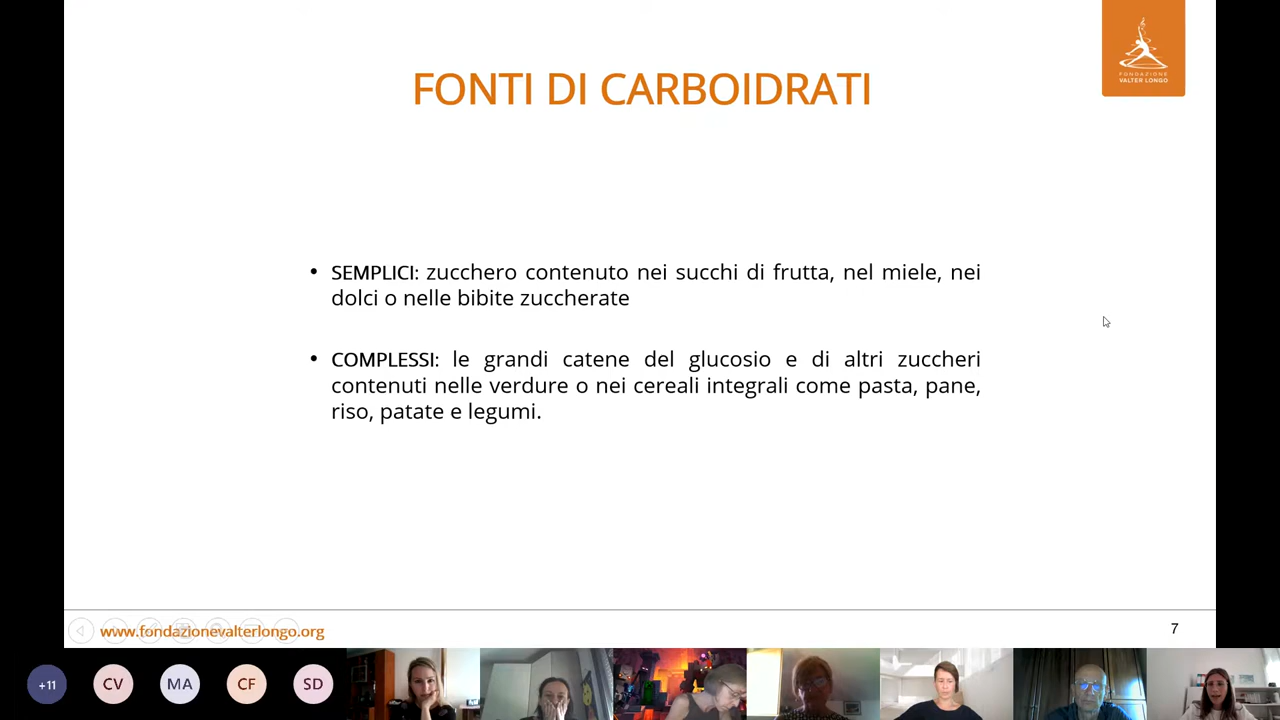 FONDAZIONE
VALTER LONGO
FONTI DI CARBOIDRATI
• SEMPLICI: zucchero contenuto nei succhi di frutta, nel miele, nei
dolci o nelle bibite zuccherate
• COMPLESSI: le grandi catene del glucosio e di altri zuccheri
contenuti nelle verdure o nei cereali integrali come pasta, pane,
riso, patate e legumi.
www.fondazionevalterlongo.org
7
+11
CV
MA
CF
SD